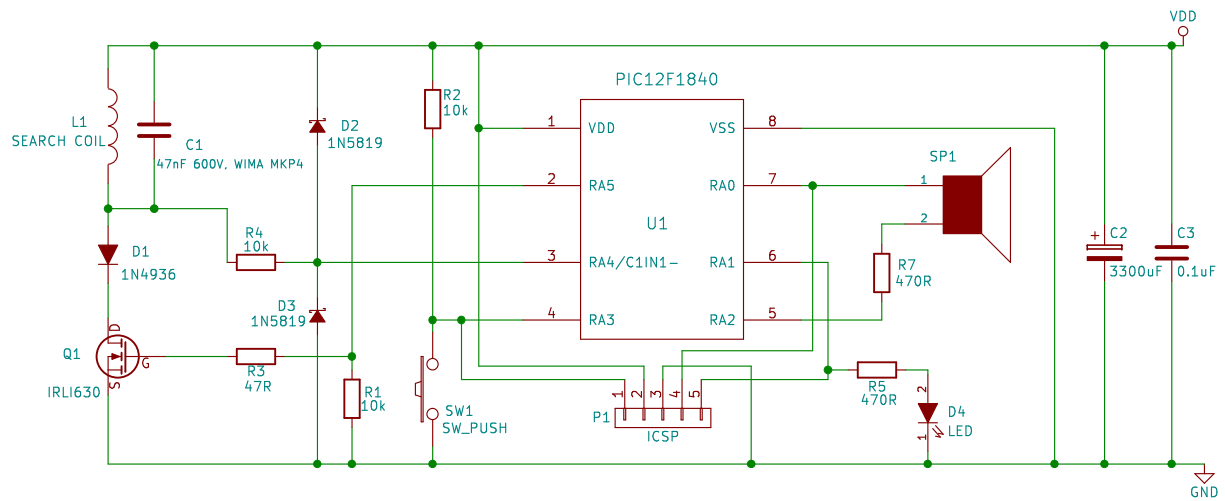 VDD
PIC12F1840
R2
10k
L1
SEARCH COIL
C1
47nF 600V, WIMA MKP4
D2
1N5819
1
VDD
VSS
8
2
RA5
RA0
7
SP1
1
2
U1
R4
10k
D1
1N4936
3
RA4/C1IN1-
RA1
6
R7
470R
+
C2
3300uF
C3
0.1uF
D3
1N5819
4
RA3
RA2
5
Q1
D
G
S
IRLI630
R3
47R
R1
10k
SW1
SW_PUSH
1
2
3
4
5
P1
ICSP
R5
470R
2
D4
LED
1
GND